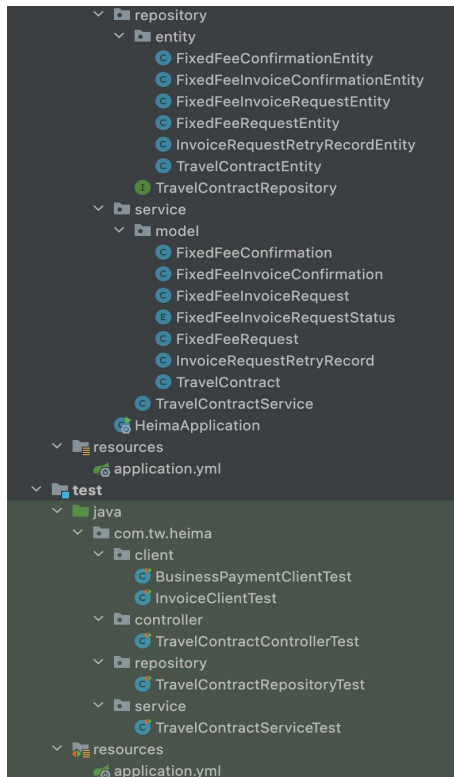 repository
entity
FixedFeeConfirmationEntity
FixedFeeInvoiceConfirmationEntity
FixedFeeInvoiceRequestEntity
FixedFeeRequestEntity
InvoiceRequestRetryRecordEntity
TravelContractEntity
I TravelContractRepository
service
model
C FixedFeeConfirmation
C FixedFeeInvoiceConfirmation
C FixedFeeInvoiceRequest
E FixedFeeInvoiceRequestStatus
C FixedFeeRequest
C InvoiceRequestRetryRecord
C TravelContract
C TravelContractService
HeimaApplication
resources
application.yml
test
java
com.tw.heima
client
BusinessPaymentClientTest
InvoiceClientTest
controller
TravelContractControllerTest
repository
TravelContractRepositoryTest
service
TravelContractServiceTest
resources
application.yml